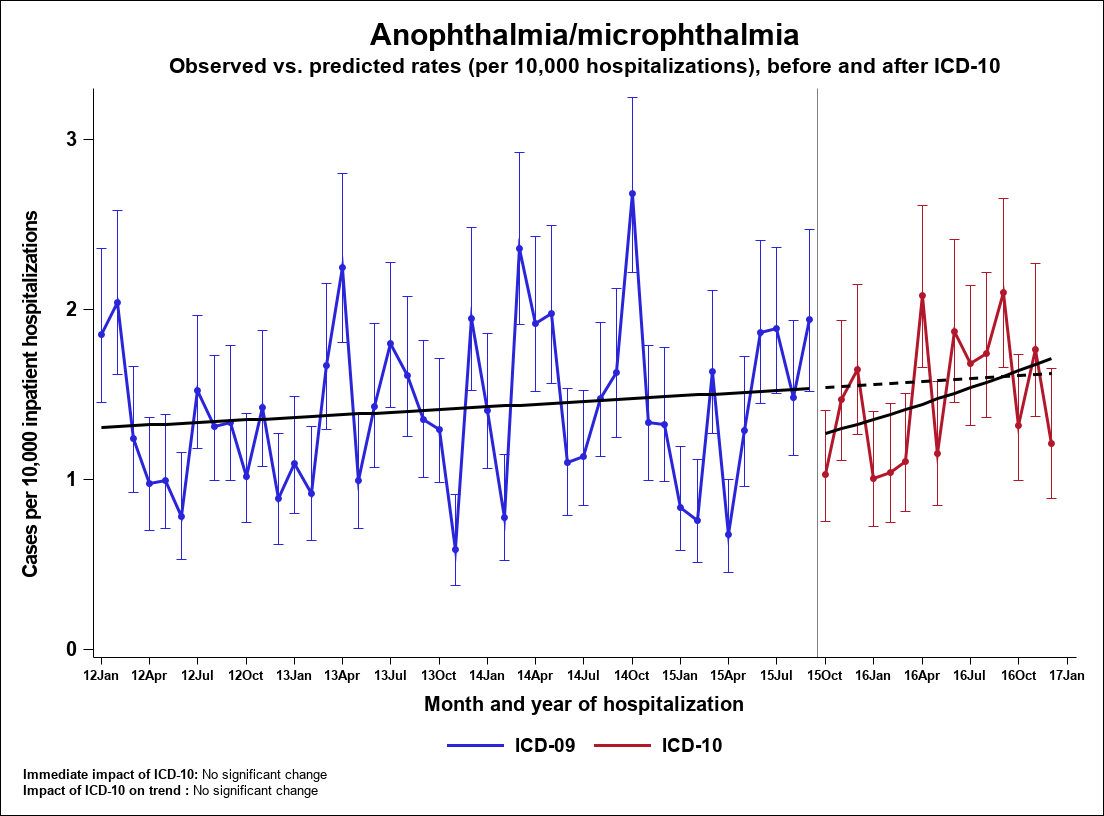 Anophthalmia/microphthalmia
Observed vs. predicted rates (per 10,000 hospitalizations), before and after ICD-10
Cases per 10,000 inpatient hospitalizations
3
2
1
0
12Jan 12Apr 12Jul 12Oct 13Jan 13Apr 13Jul 13Oct 14Jan 14Apr 14Jul 14Oct 15Jan 15Apr 15Jul 15Oct 16Jan 16Apr 16Jul 16Oct 17Jan
Month and year of hospitalization
ICD-09 ICD-10
Immediate impact of ICD-10: No significant change
Impact of ICD-10 on trend : No significant change